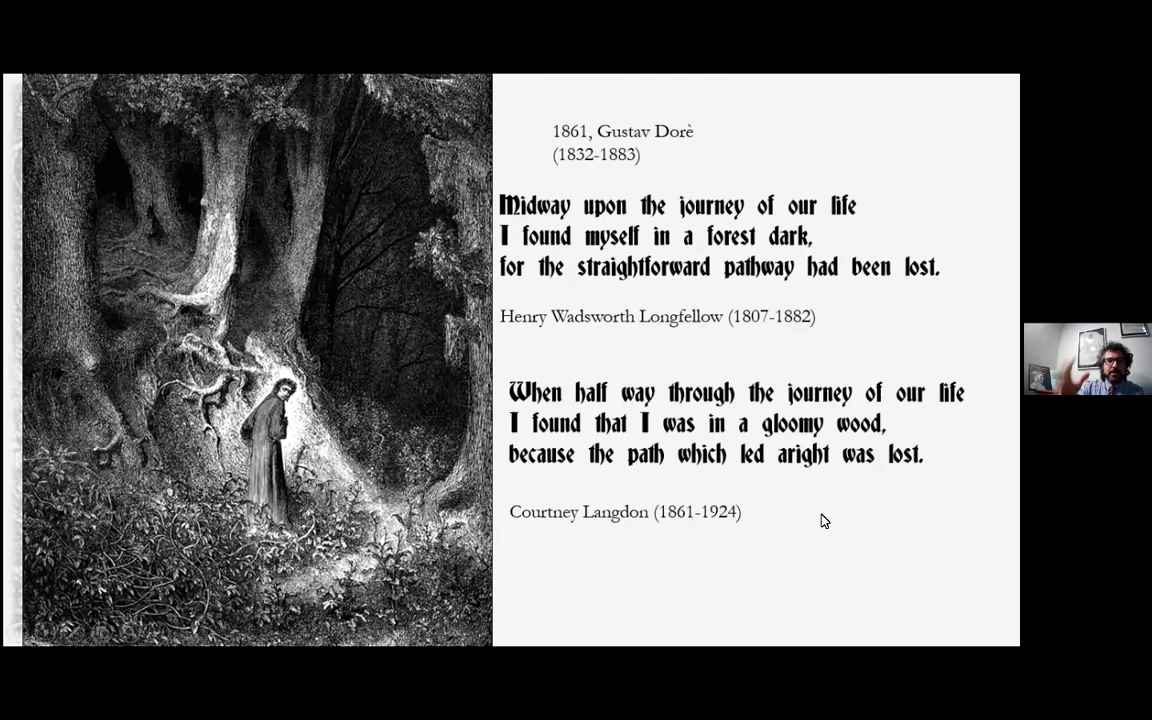 1861, Gustav Dorè
(1832-1883)
Midway upon the journey of our life
I found myself in a forest dark,
for the straightforward pathway had been lost.
Henry Wadsworth Longfellow (1807-1882)
When half way through the journey of our life
I found that I was in a gloomy wood,
because the path which led aright was lost.
Courtney Langdon (1861-1924)